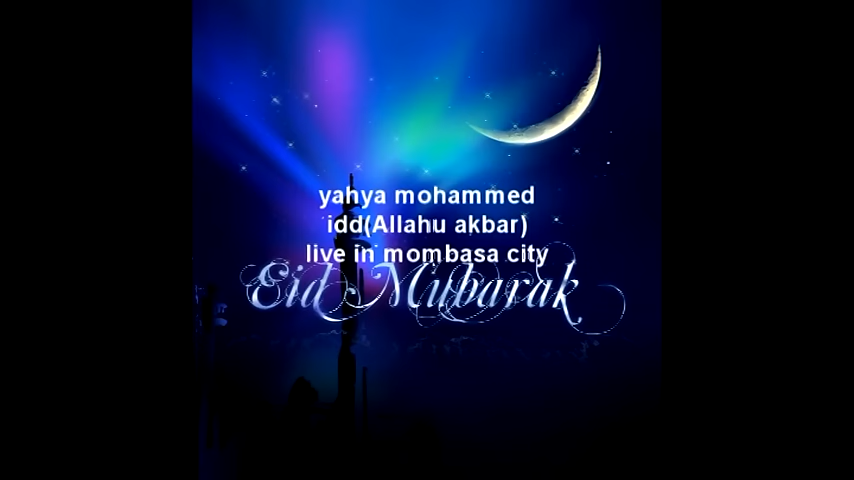 yahya mohammed
idd(Allahu akbar)
live in mombasa city
Eid Mubarak